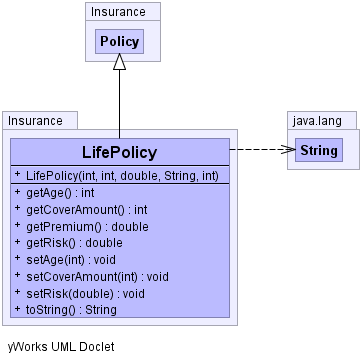 Insurance
Policy
Insurance
java.lang
LifePolicy
String
+ LifePolicy(int, int, double, String, int)
+ getAge() : int
+ getCoverAmount() : int
+ getPremium() : double
+ getRisk() : double
+ setAge(int) : void
+ setCoverAmount(int) : void
+ setRisk(double) : void
+ toString() : String
yWorks UML Doclet